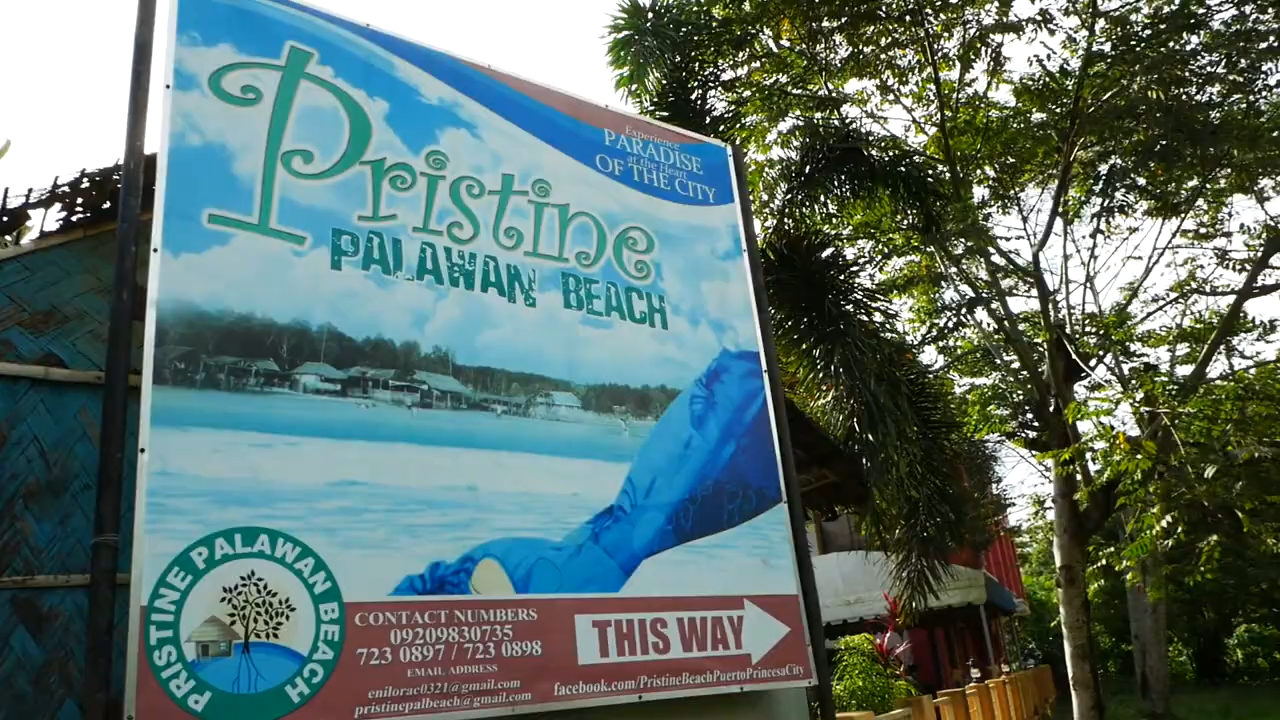 Experience
PARADISE
at the Heart
OF THE CITY
Pristine
PALAWAN BEACH
PRISTINE PALAWAN BEACH
CONTACT NUMBERS
09209830735
723 0897 / 723 0898
EMAIL ADDRESS
enilorac0321@gmail.com
pristinepalbeach@gmail.com
THIS WAY
facebook.com/PristineBeachPuertoPrincesaCity